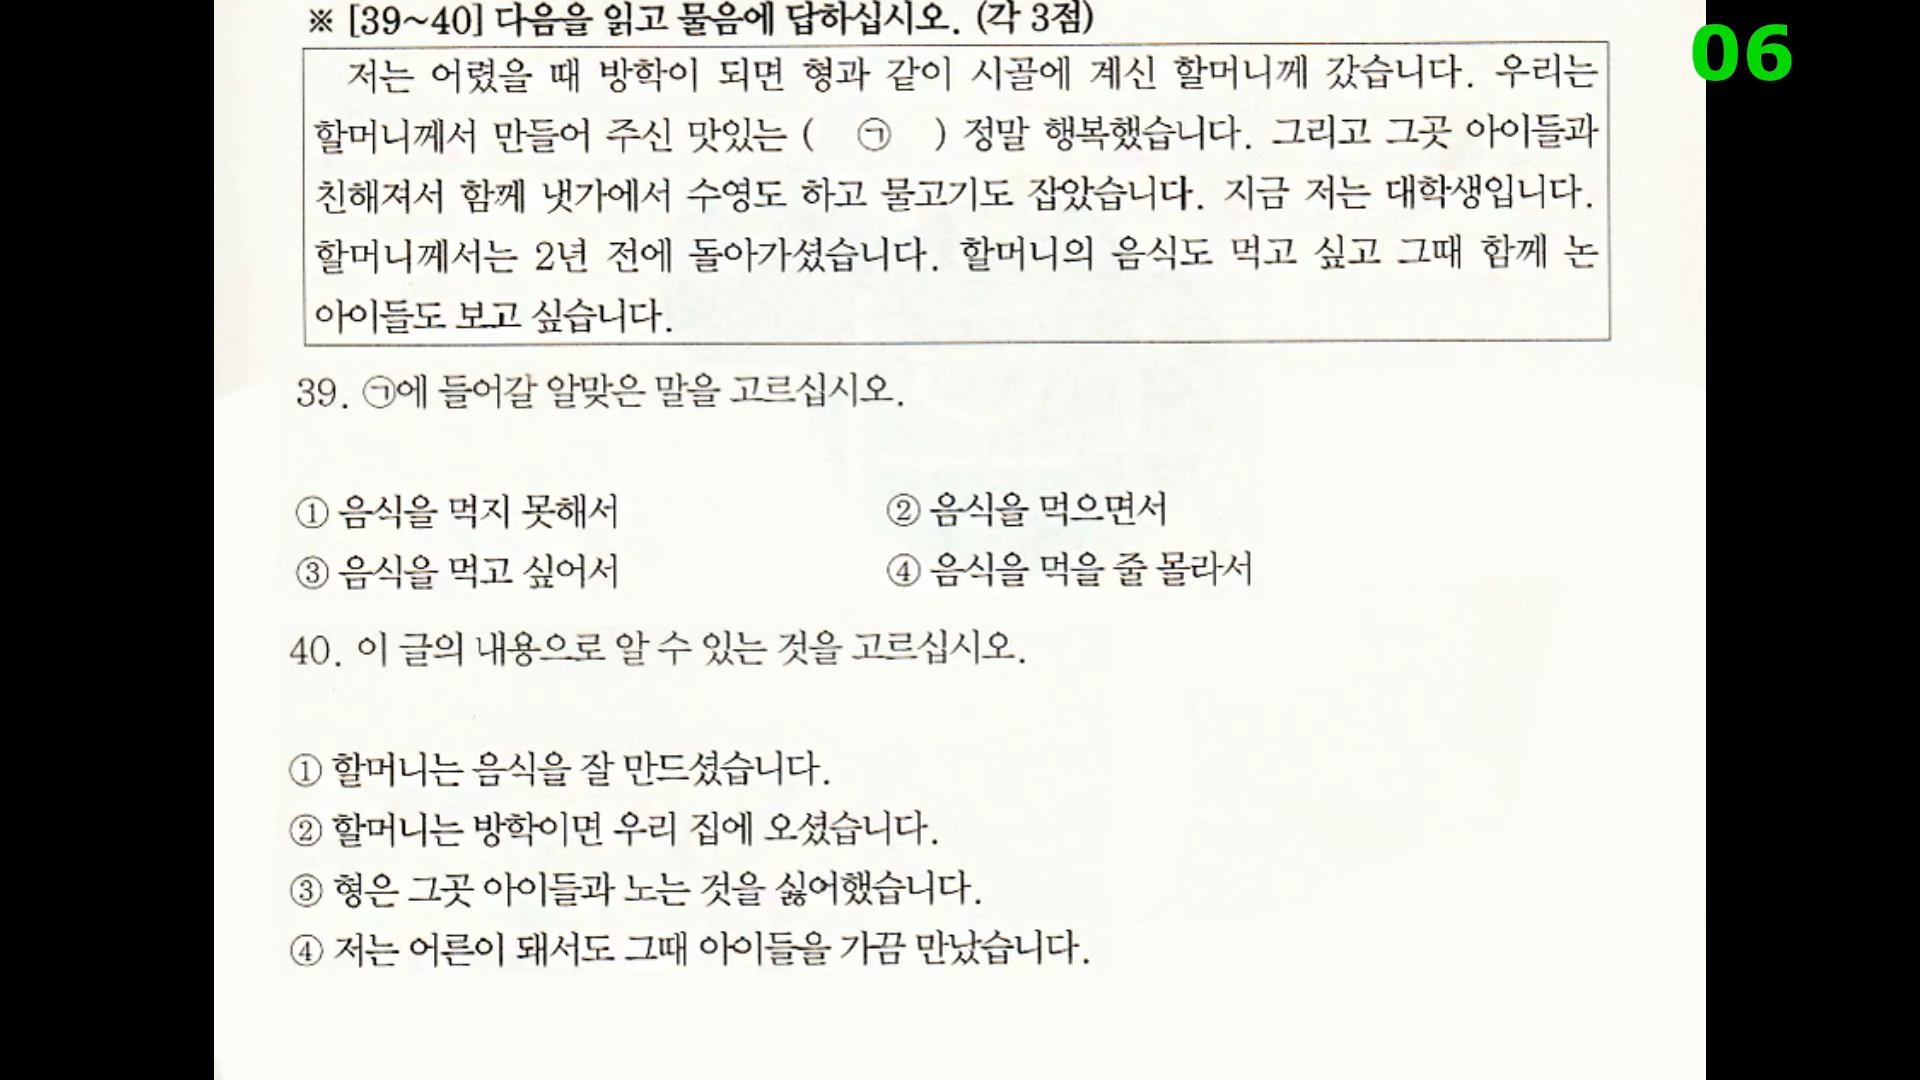 ※ [39~40] 다음을 읽고 물음에 답하십시오. (각 3점)
06
저는 어렸을 때 방학이 되면 형과 같이 시골에 계신 할머니께 갔습니다. 우리는
할머니께서 만들어 주신 맛있는 ( ㉠ ) 정말 행복했습니다. 그리고 그곳 아이들과
친해져서 함께 냇가에서 수영도 하고 물고기도 잡았습니다. 지금 저는 대학생입니다.
할머니께서는 2년 전에 돌아가셨습니다. 할머니의 음식도 먹고 싶고 그때 함께 논
아이들도 보고 싶습니다.
39. ㉠에 들어갈 알맞은 말을 고르십시오.
① 음식을 먹지 못해서 ② 음식을 먹으면서
③ 음식을 먹고 싶어서 ④ 음식을 먹을 줄 몰라서
40. 이 글의 내용으로 알 수 있는 것을 고르십시오.
① 할머니는 음식을 잘 만드셨습니다.
② 할머니는 방학이면 우리 집에 오셨습니다.
③ 형은 그곳 아이들과 노는 것을 싫어했습니다.
④ 저는 어른이 돼서도 그때 아이들을 가끔 만났습니다.